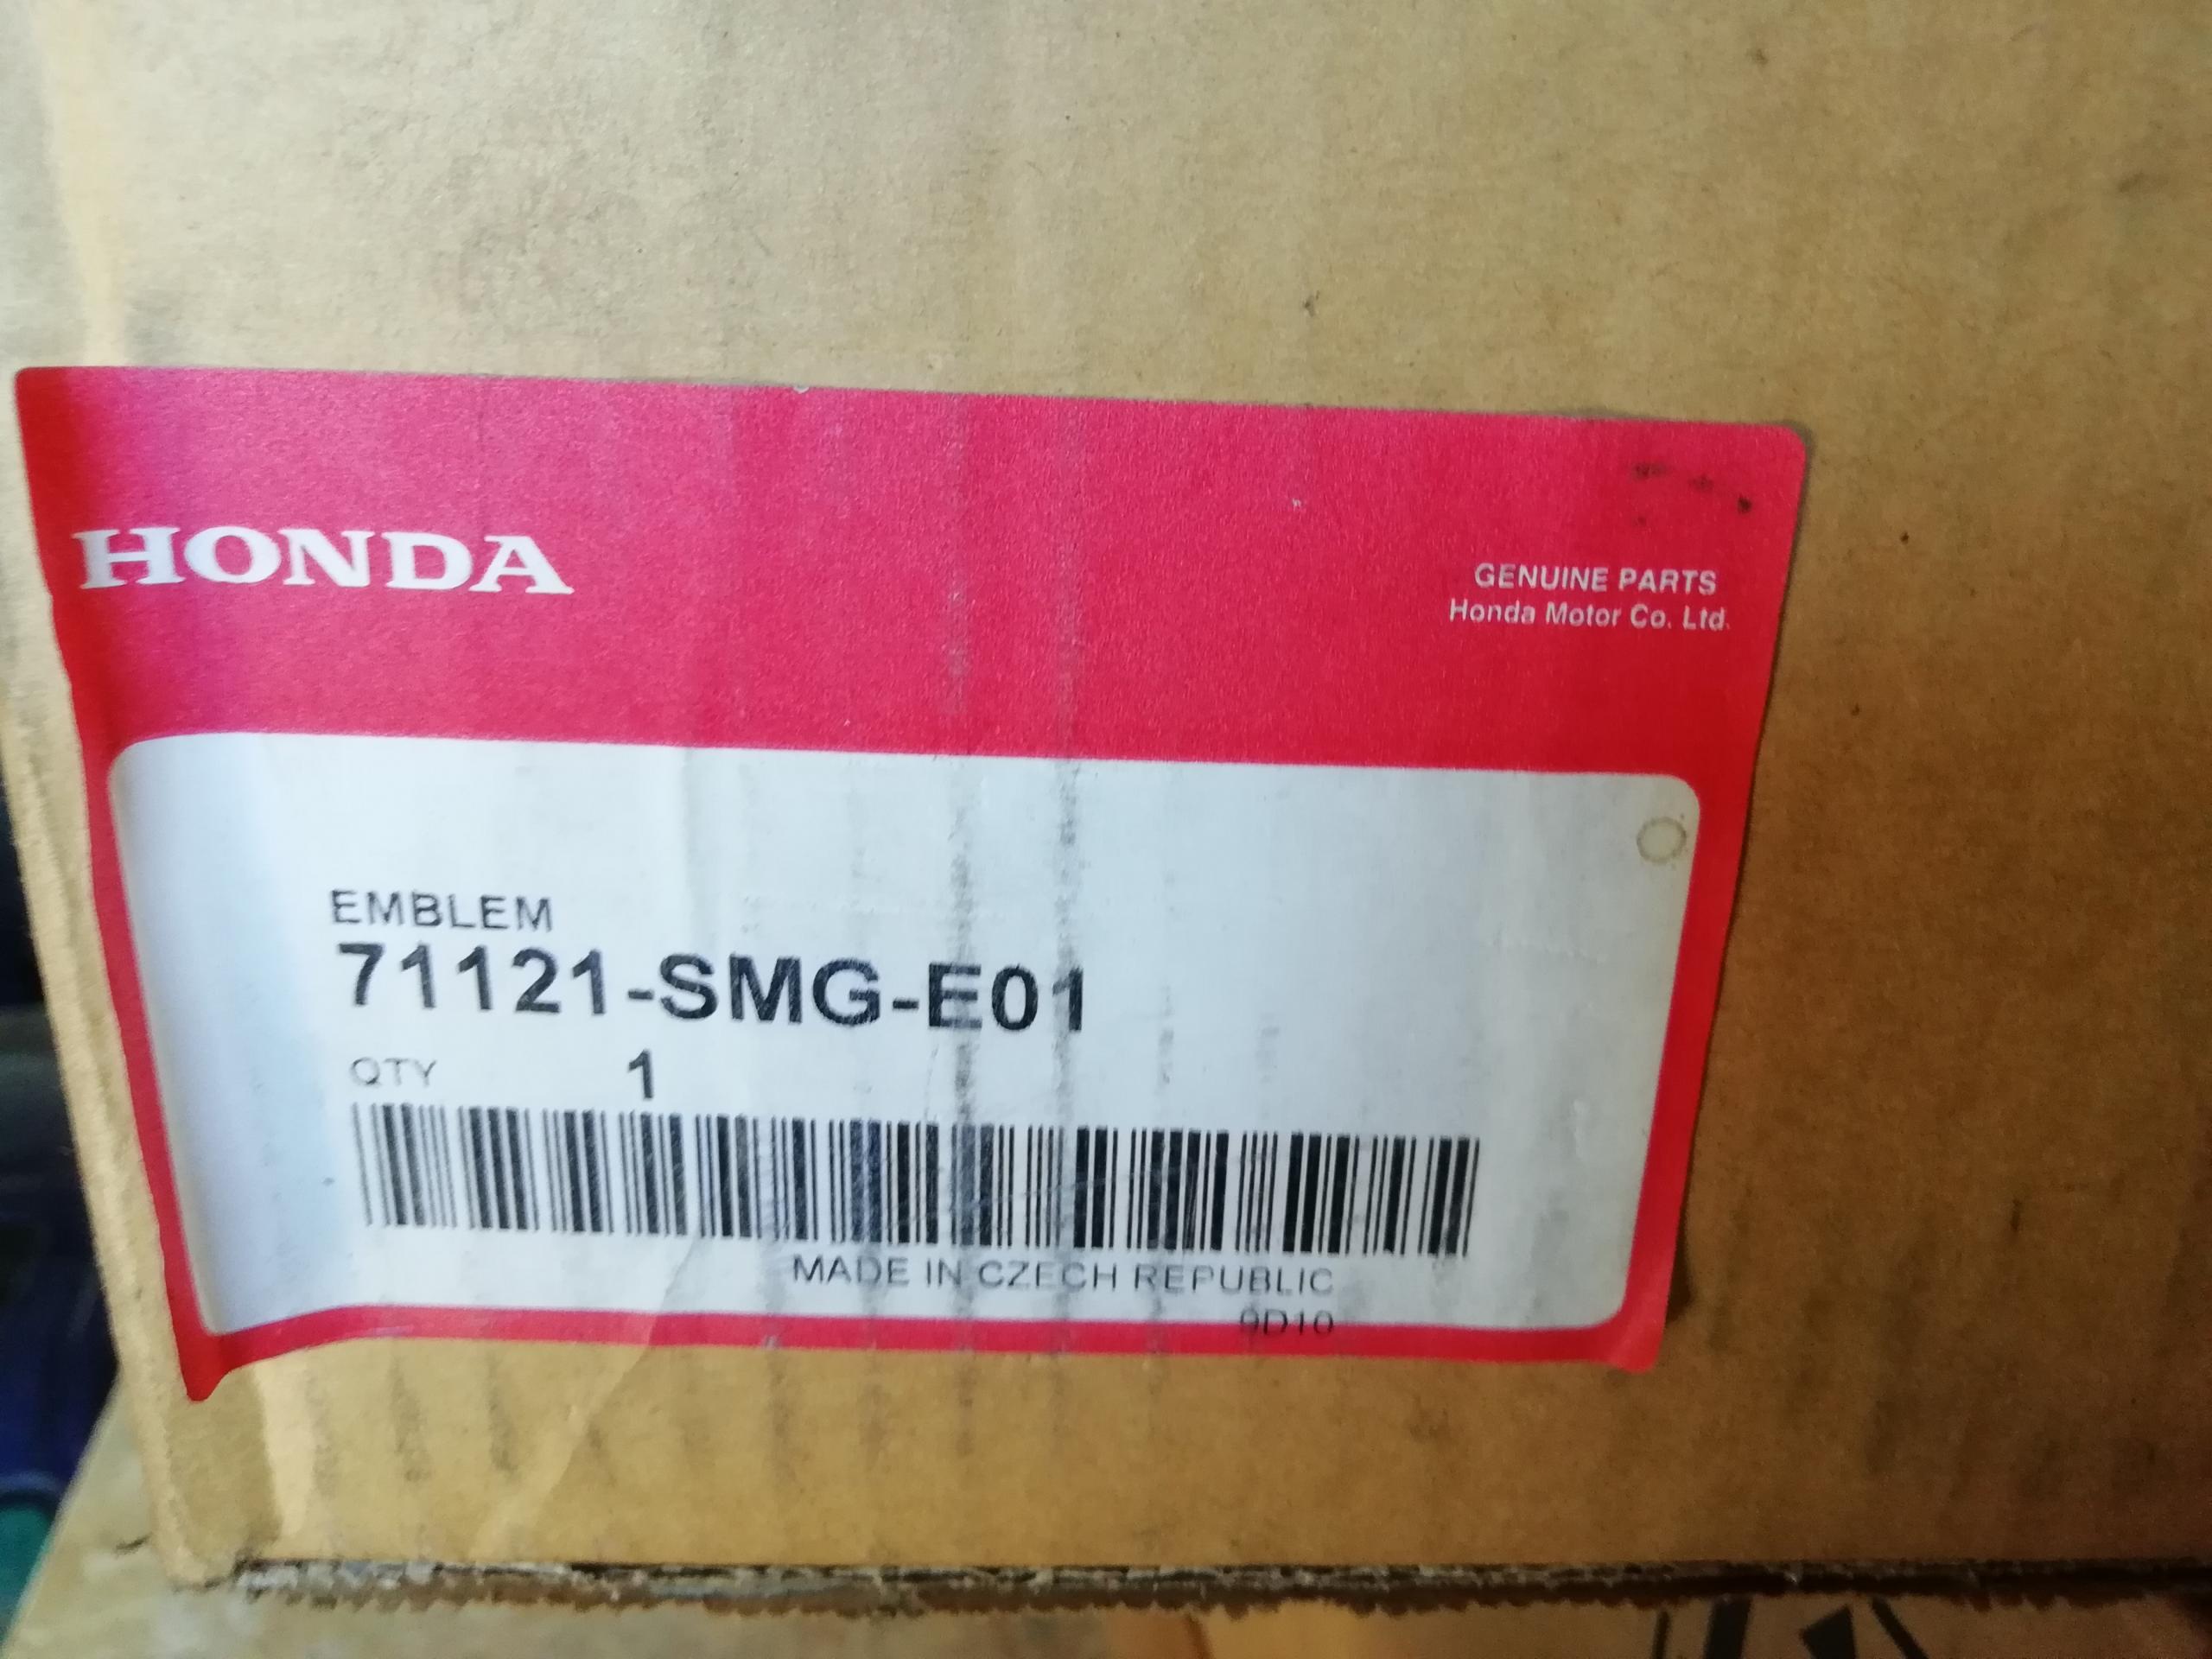 HONDA
GENUINE PARTS
Honda Motor Co. Ltd.
EMBLEM
71121-SMG-E01
QTY 1
MADE IN CZECH REPUBLIC
9D10